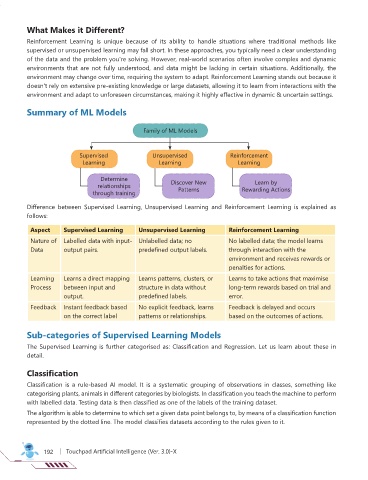 What Makes it Different?
Reinforcement Learning is unique because of its ability to handle situations where traditional methods like
supervised or unsupervised learning may fall short. In these approaches, you typically need a clear understanding
of the data and the problem you're solving. However, real-world scenarios often involve complex and dynamic
environments that are not fully understood, and data might be lacking in certain situations. Additionally, the
environment may change over time, requiring the system to adapt. Reinforcement Learning stands out because it
doesn't rely on extensive pre-existing knowledge or large datasets, allowing it to learn from interactions with the
environment and adapt to unforeseen circumstances, making it highly effective in dynamic & uncertain settings.
Summary of ML Models
Family of ML Models
Supervised
Learning
Unsupervised
Learning
Reinforcement
Learning
Determine
relationships
through training
Discover New
Patterns
Learn by
Rewarding Actions
Difference between Supervised Learning, Unsupervised Learning and Reinforcement Learning is explained as
follows:
Aspect Supervised Learning Unsupervised Learning Reinforcement Learning
Nature of Labelled data with input- Unlabelled data; no No labelled data; the model learns
Data output pairs. predefined output labels. through interaction with the
environment and receives rewards or
penalties for actions.
Learning Learns a direct mapping Learns patterns, clusters, or Learns to take actions that maximise
Process between input and structure in data without long-term rewards based on trial and
output. predefined labels. error.
Feedback Instant feedback based No explicit feedback, learns Feedback is delayed and occurs
on the correct label patterns or relationships. based on the outcomes of actions.
Sub-categories of Supervised Learning Models
The Supervised Learning is further categorised as: Classification and Regression. Let us learn about these in
detail.
Classification
Classification is a rule-based AI model. It is a systematic grouping of observations in classes, something like
categorising plants, animals in different categories by biologists. In classification you teach the machine to perform
with labelled data. Testing data is then classified as one of the labels of the training dataset.
The algorithm is able to determine to which set a given data point belongs to, by means of a classification function
represented by the dotted line. The model classifies datasets according to the rules given to it.
192 | Touchpad Artificial Intelligence (Ver. 3.0)-X